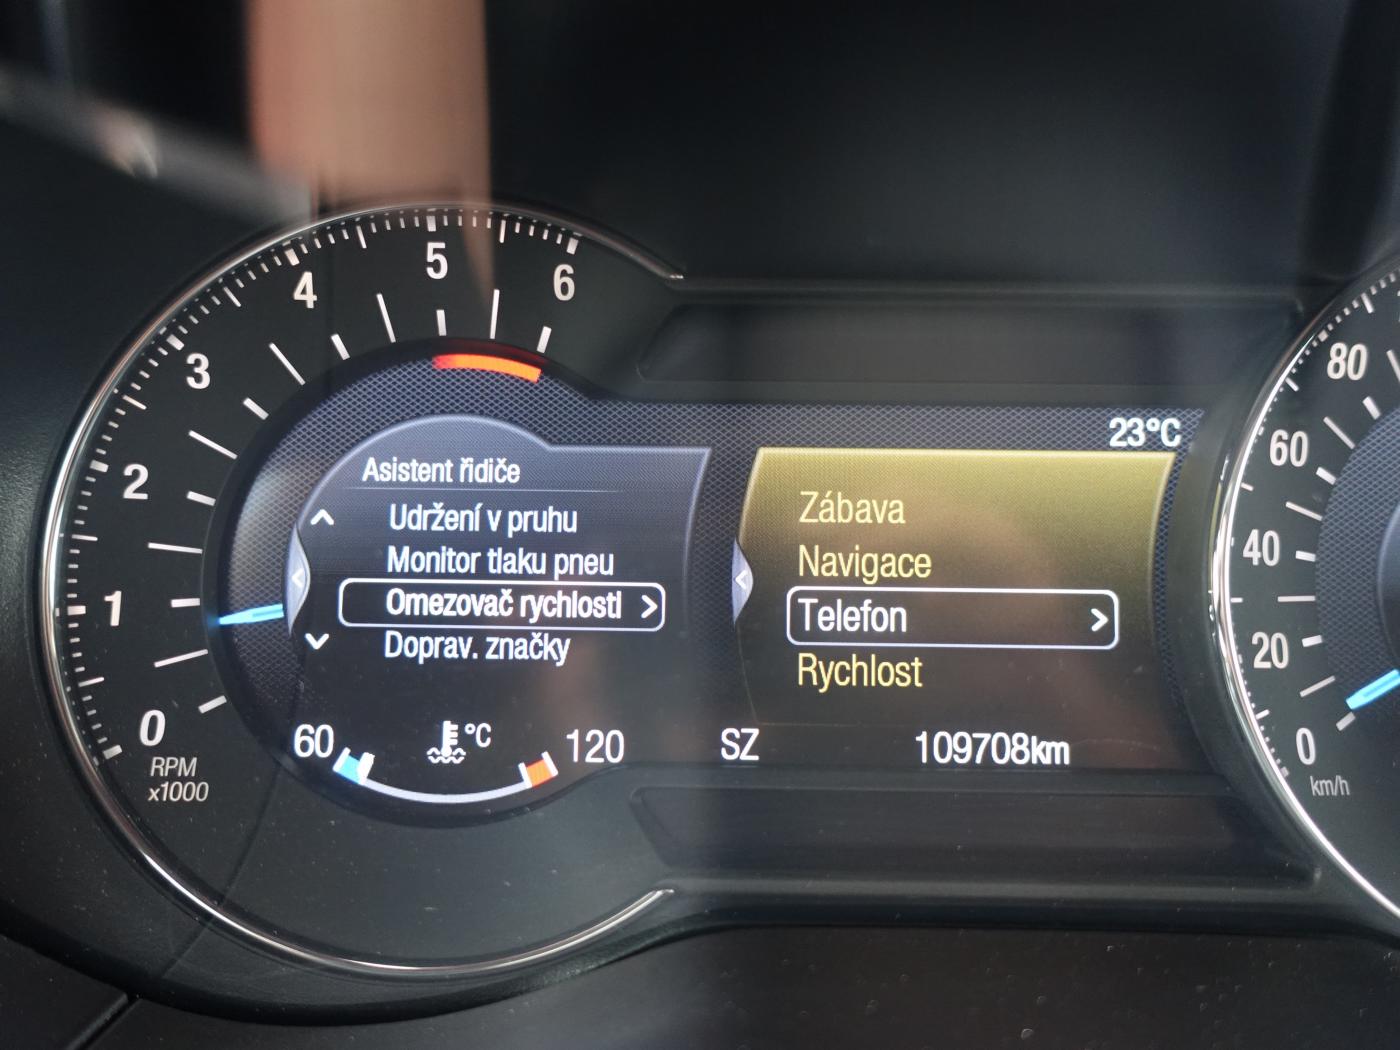 5
6
4
3
2
1
0
RPM
x1000
Asistent řidiče
Udržení v pruhu
Monitor tlaku pneu
Omezovač rychlosti
Doprav. značky
60
°C
120
23°C
Zábava
Navigace
Telefon
Rychlost
SZ
109708km
80
60
40
20
0
km/h